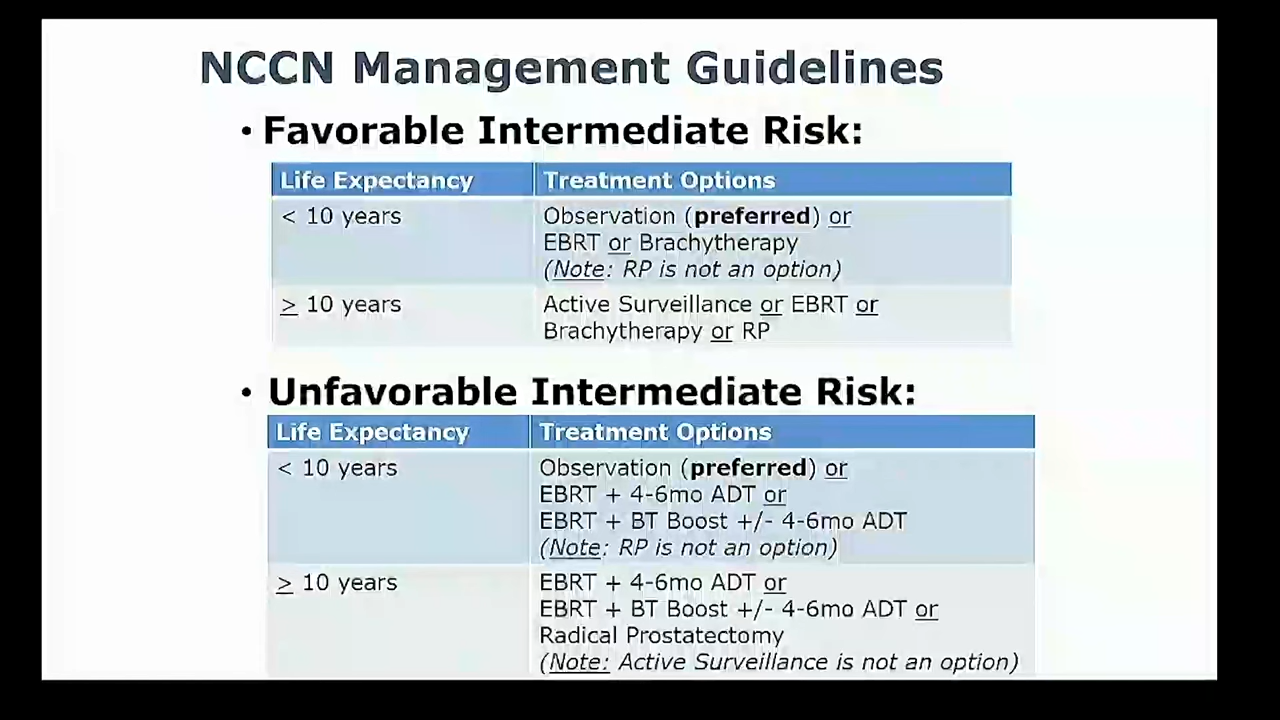 NCCN Management Guidelines
• Favorable Intermediate Risk:
Life Expectancy Treatment Options
< 10 years Observation (preferred) or
EBRT or Brachytherapy
(Note: RP is not an option)
≥ 10 years Active Surveillance or EBRT or
Brachytherapy or RP
• Unfavorable Intermediate Risk:
Life Expectancy Treatment Options
< 10 years Observation (preferred) or
EBRT + 4-6mo ADT or
EBRT + BT Boost +/- 4-6mo ADT
(Note: RP is not an option)
≥ 10 years EBRT + 4-6mo ADT or
EBRT + BT Boost +/- 4-6mo ADT or
Radical Prostatectomy
(Note: Active Surveillance is not an option)